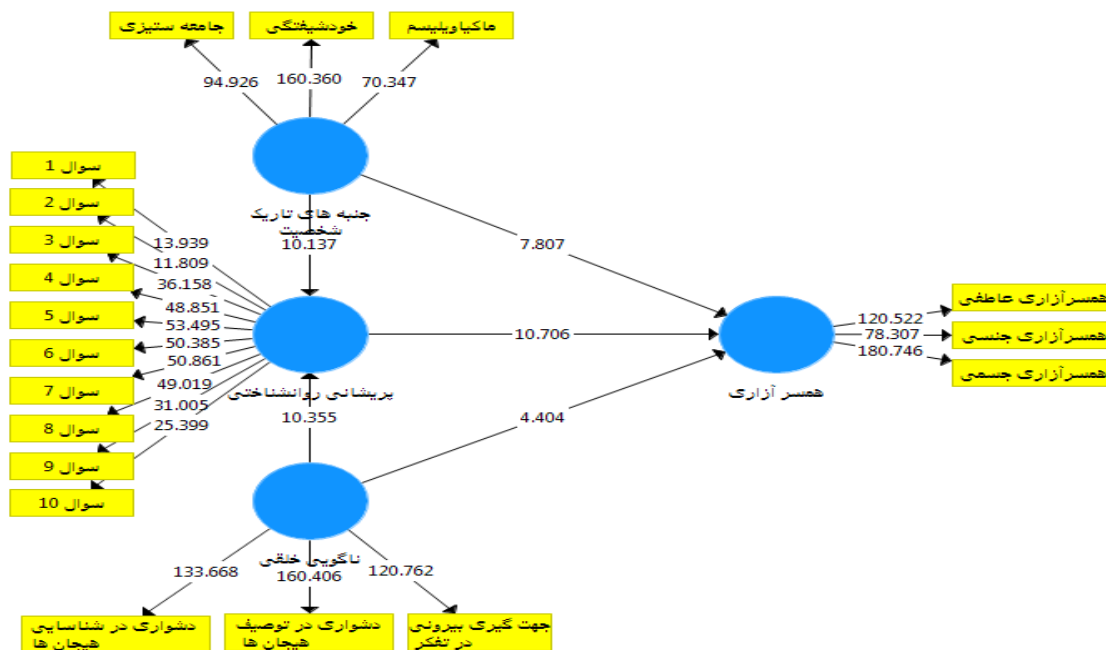 جامعه ستیزی
خودشیفتگی
ماکیاویلیسم
94.926
160.360
70.347
سوال 1
سوال 2
سوال 3
سوال 4
سوال 5
سوال 6
سوال 7
سوال 8
سوال 9
سوال 10
13.939
11.809
36.158
48.851
53.495
50.385
50.861
49.019
31.005
25.399
جنبه های تاریک
شخصیت
10.137
7.807
پریشانی روانشناختی
10.706
10.355
4.404
همسر آزاری
120.522
78.307
180.746
همسرآزاری عاطفی
همسرآزاری جنسی
همسرآزاری جسمی
ناگویی خلقی
133.668
160.406
120.762
دشواری در شناسایی
هیجان ها
دشواری در توصیف
هیجان ها
جهت گیری بیرونی
در تفکر